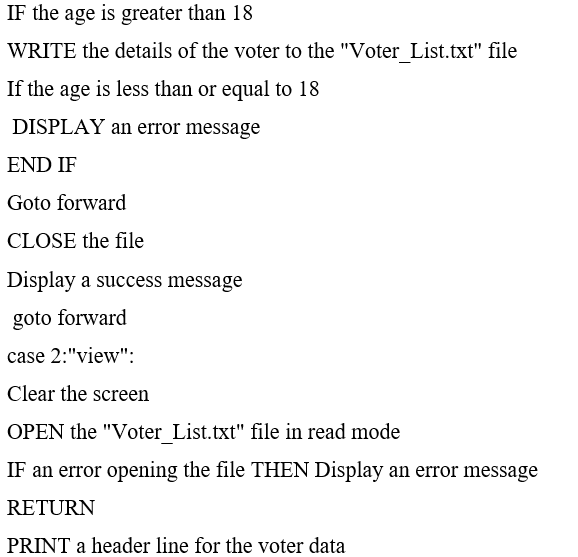 IF the age is greater than 18
WRITE the details of the voter to the "Voter_List.txt" file
If the age is less than or equal to 18
DISPLAY an error message
END IF
Goto forward
CLOSE the file
Display a success message
goto forward
case 2:"view":
Clear the screen
OPEN the "Voter_List.txt" file in read mode
IF an error opening the file THEN Display an error message
RETURN
PRINT a header line for the voter data